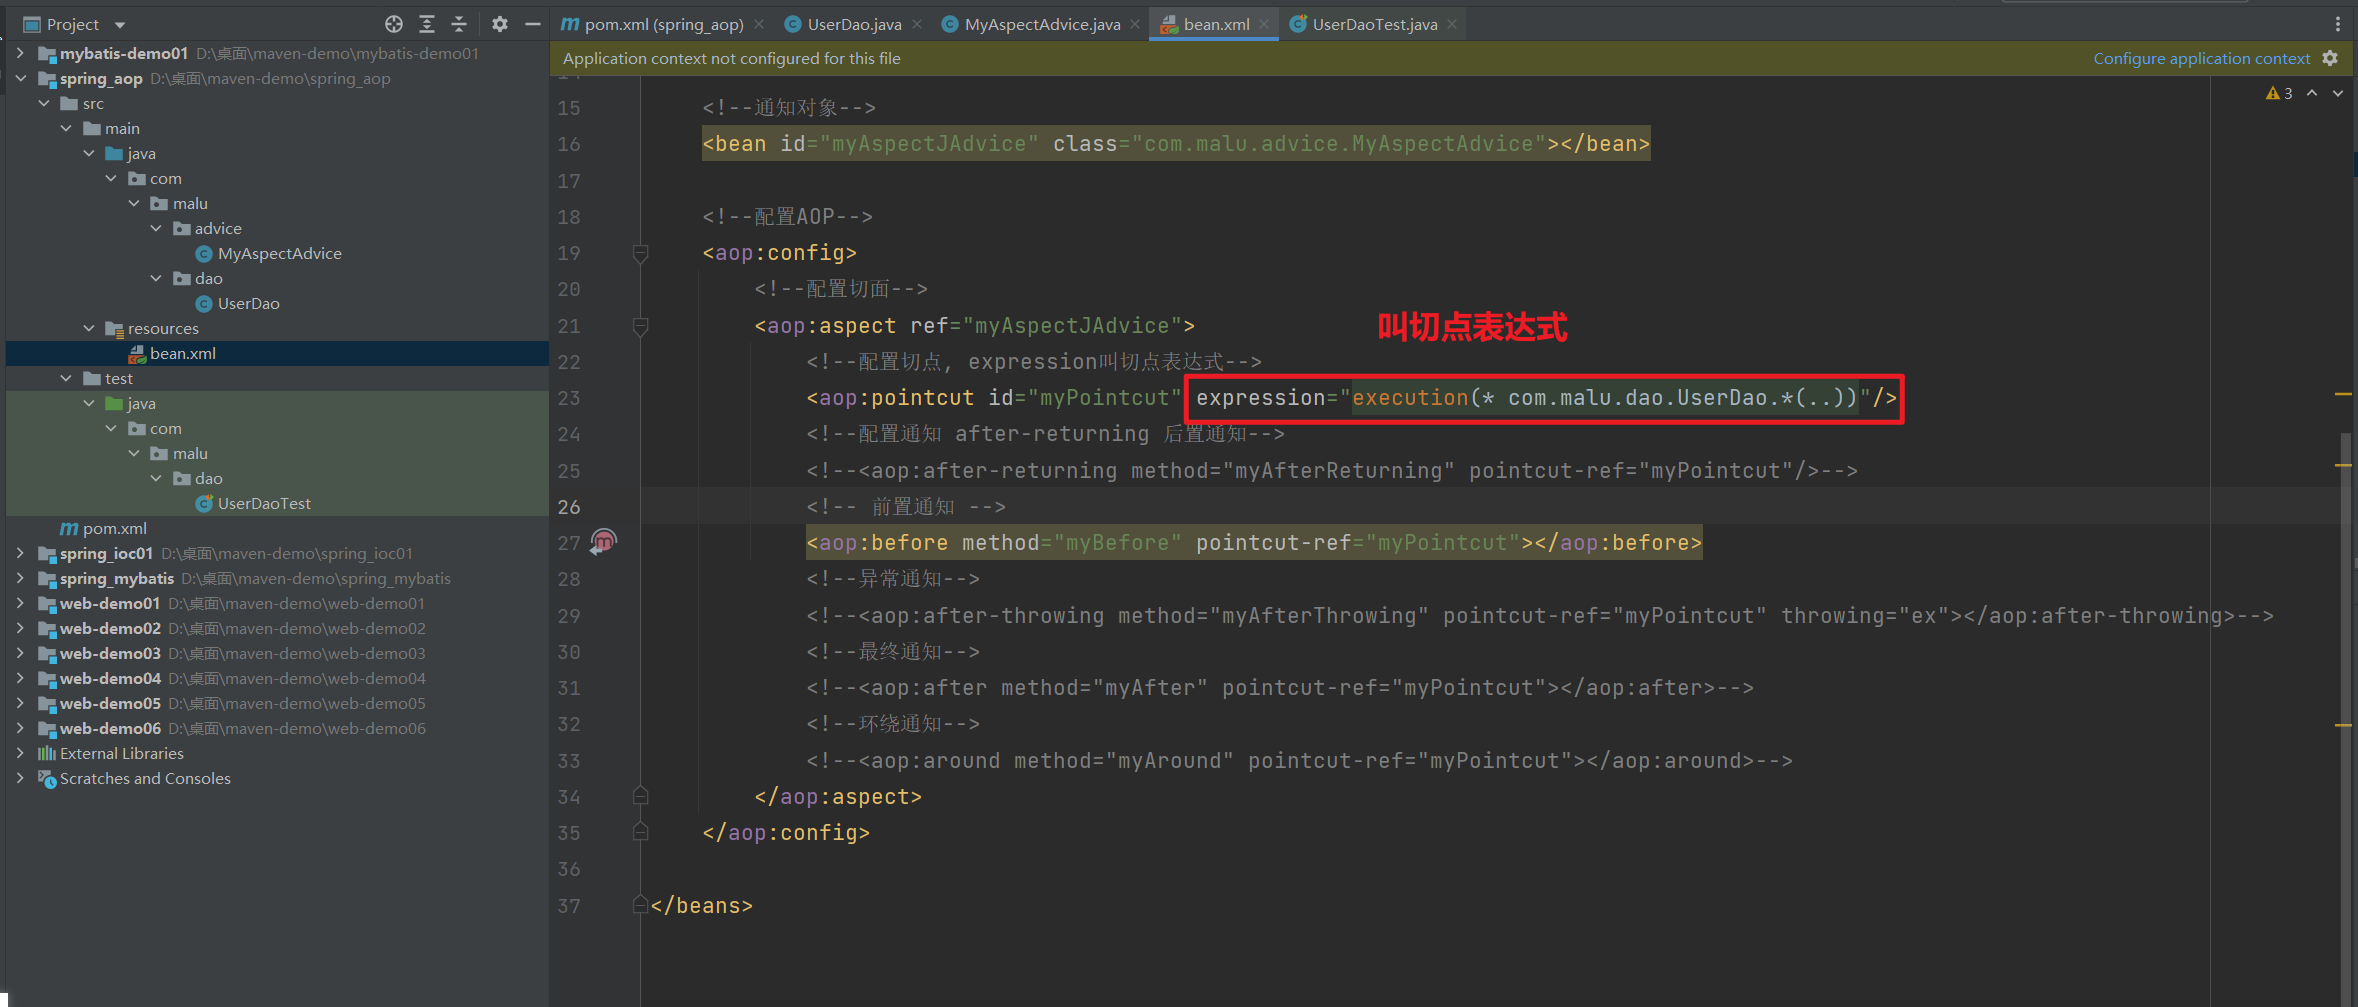 Project
mybatis-demo01 D:\桌面\maven-demo\mybatis-demo01
spring_aop D:\桌面\maven-demo\spring_aop
src
main
java
com
malu
advice
MyAspectAdvice
dao
UserDao
resources
bean.xml
test
java
com
malu
dao
UserDaoTest
pom.xml
spring_ioc01 D:\桌面\maven-demo\spring_ioc01
spring_mybatis D:\桌面\maven-demo\spring_mybatis
web-demo01 D:\桌面\maven-demo\web-demo01
web-demo02 D:\桌面\maven-demo\web-demo02
web-demo03 D:\桌面\maven-demo\web-demo03
web-demo04 D:\桌面\maven-demo\web-demo04
web-demo05 D:\桌面\maven-demo\web-demo05
web-demo06 D:\桌面\maven-demo\web-demo06
External Libraries
Scratches and Consoles
pom.xml (spring_aop) UserDao.java MyAspectAdvice.java bean.xml UserDaoTest.java
Application context not configured for this file Configure application context
3
15 <!--通知对象-->
16 <bean id="myAspectJAdvice" class="com.malu.advice.MyAspectAdvice"></bean>
17
18 <!--配置AOP-->
19 <aop:config>
20 <!--配置切面-->
21 <aop:aspect ref="myAspectJAdvice">
叫切点表达式
22 <!--配置切点, expression叫切点表达式-->
23 <aop:pointcut id="myPointcut" expression="execution(* com.malu.dao.UserDao.*(..))"/>
24 <!--配置通知 after-returning 后置通知-->
25 <!--<aop:after-returning method="myAfterReturning" pointcut-ref="myPointcut"/>-->
26 <!-- 前置通知 -->
27 <aop:before method="myBefore" pointcut-ref="myPointcut"></aop:before>
28 <!--异常通知-->
29 <!--<aop:after-throwing method="myAfterThrowing" pointcut-ref="myPointcut" throwing="ex"></aop:after-throwing>-->
30 <!--最终通知-->
31 <!--<aop:after method="myAfter" pointcut-ref="myPointcut"></aop:after>-->
32 <!--环绕通知-->
33 <!--<aop:around method="myAround" pointcut-ref="myPointcut"></aop:around>-->
34 </aop:aspect>
35 </aop:config>
36
37 </beans>